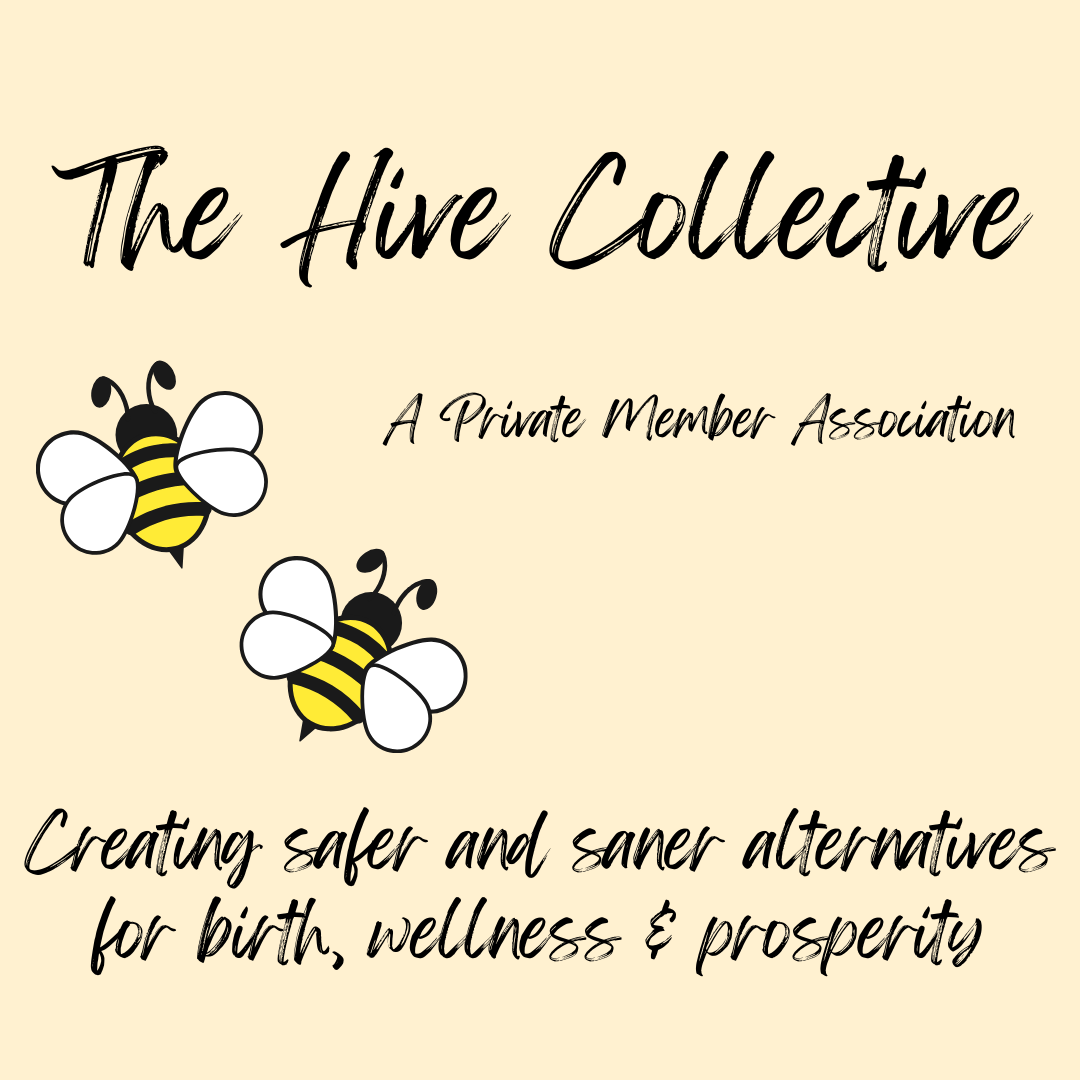 The Hive Collective
A Private Member Association
Creating safer and saner alternatives
for birth, wellness & prosperity